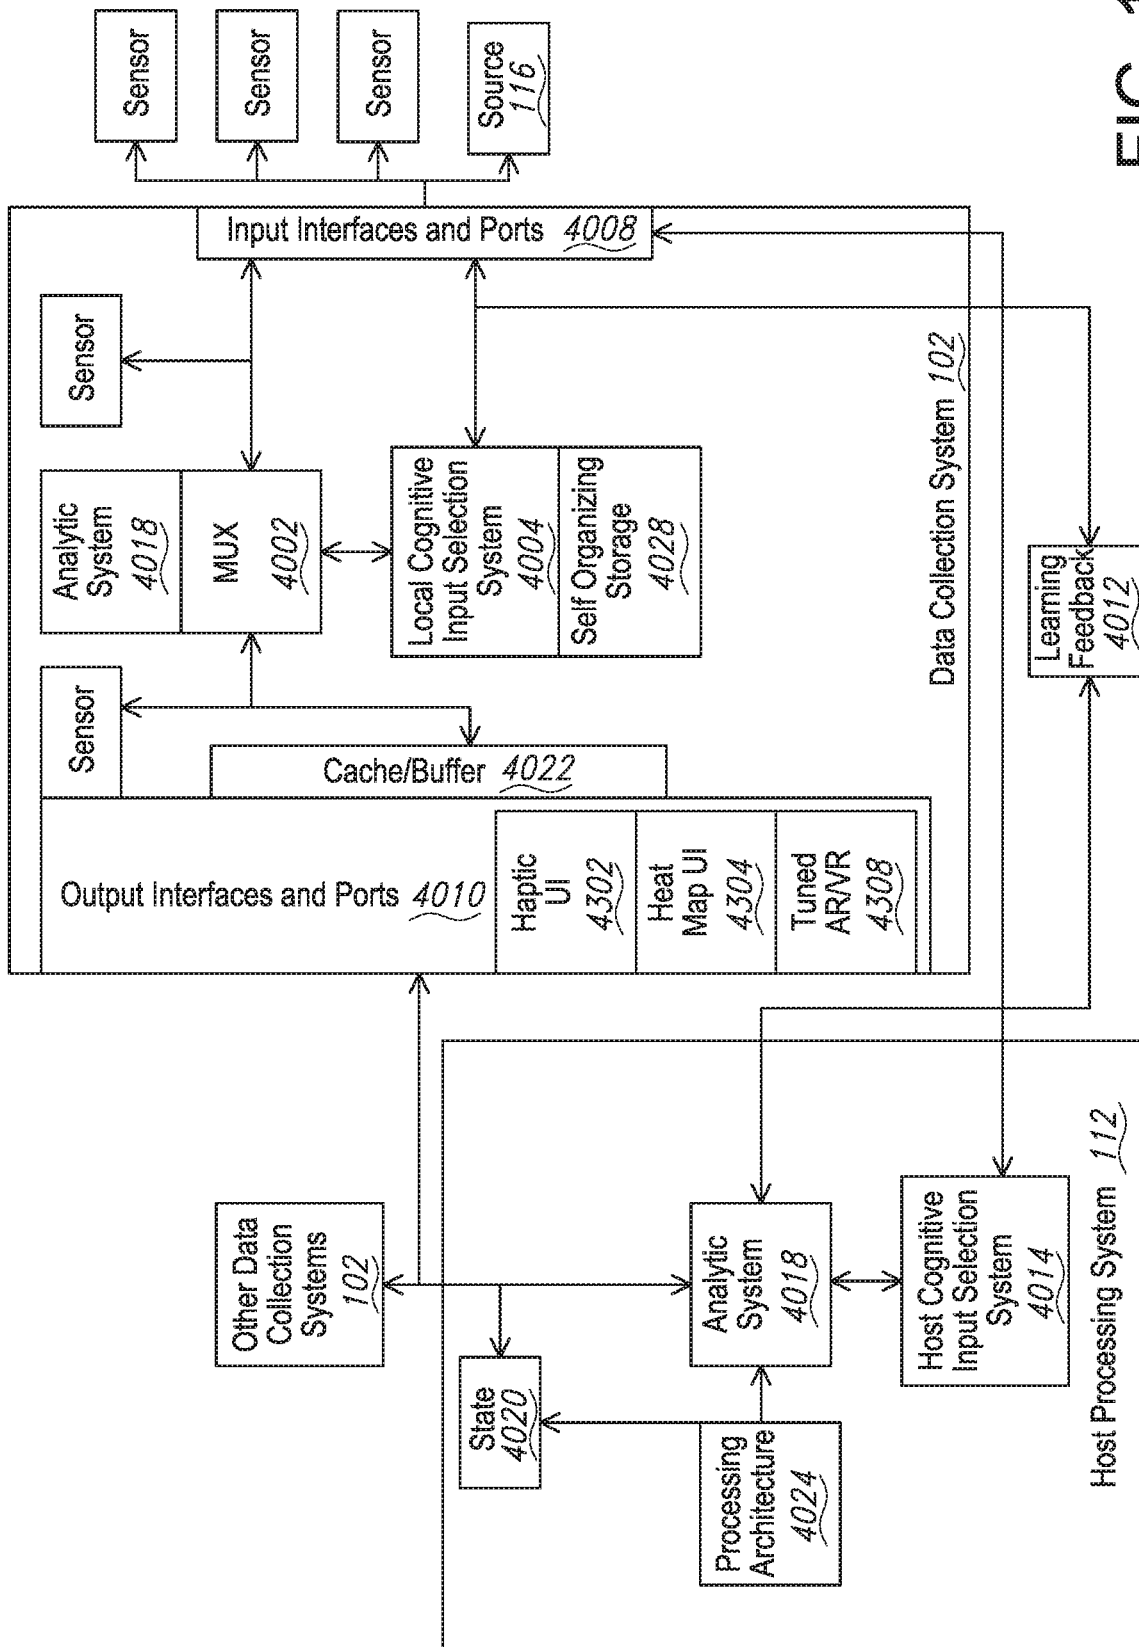 Other Data
Collection
Systems
102
State
4020
Processing
Architecture
4024
Analytic
System
4018
Host Cognitive
Input Selection
System
4014
Host Processing System 112
Output Interfaces and Ports 4010
Haptic
UI
4302
Heat
Map UI
4304
Tuned
AR/VR
4308
Cache/Buffer 4022
Sensor
Analytic
System
4018
MUX
4002
Local Cognitive
Input Selection
System
4004
Self Organizing
Storage
4028
Sensor
Input Interfaces and Ports 4008
Data Collection System 102
Learning
Feedback
4012
Sensor
Sensor
Sensor
Source
116